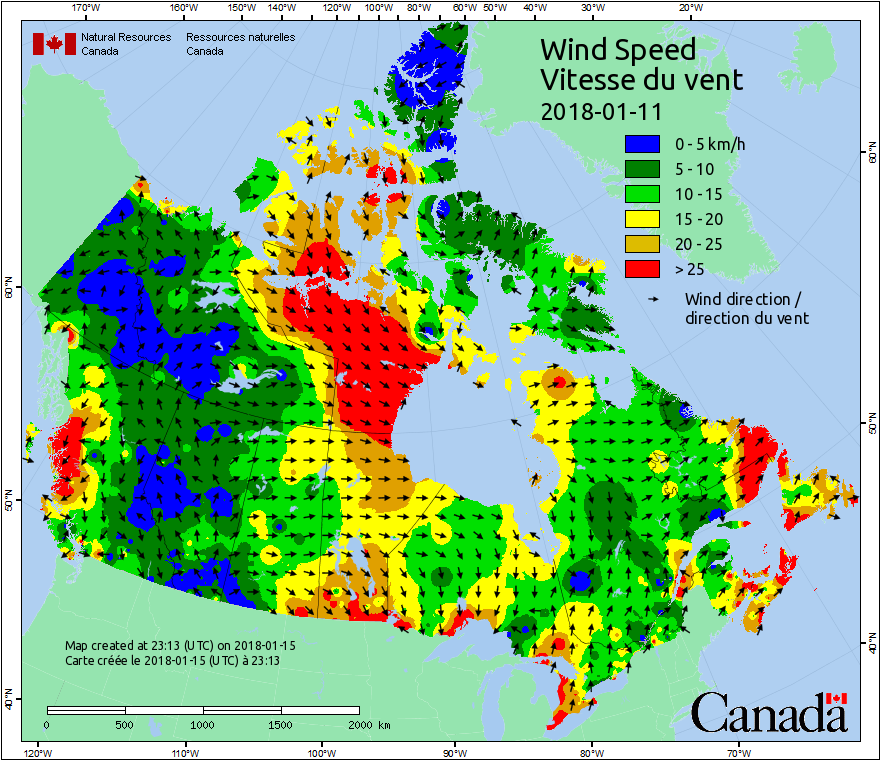 170°W 160°W 150°W 140°W 120°W 100°W 80°W 60°W 50°W 40°W 30°W 20°W
Natural Resources Ressources naturelles
Canada Canada
Wind Speed
Vitesse du vent
2018-01-11
0 - 5 km/h
5 - 10
10 - 15
15 - 20
20 - 25
> 25
Wind direction /
direction du vent
60°N
60°N
50°N
50°N
40°N
40°N
Map created at 23:13 (UTC) on 2018-01-15
Carte créée le 2018-01-15 (UTC) à 23:13
0 500 1000 1500 2000 km
Canada
120°W 110°W 100°W 90°W 80°W 70°W